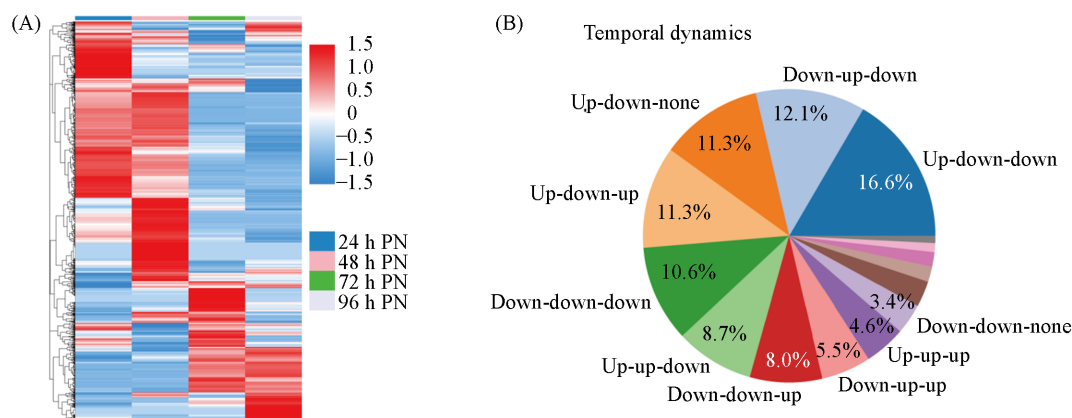 (A)
1.5
1.0
0.5
0
−0.5
−1.0
−1.5
24 h PN
48 h PN
72 h PN
96 h PN
(B)
Temporal dynamics
Down-up-down
12.1%
Up-down-none
11.3%
Up-down-down
16.6%
Up-down-up
11.3%
10.6%
Down-down-down
8.7%
Up-up-down
8.0%
Down-down-up
5.5%
Down-up-up
4.6%
Up-up-up
3.4%
Down-down-none